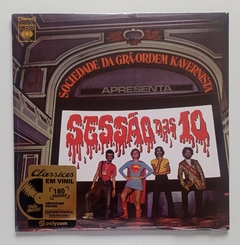 SOCIEDADE DA GRÃ-ORDEM KAVERNISTA
APRESENTA
SESSÃO DAS 10
Clássicos
EM VINIL
180
polysom